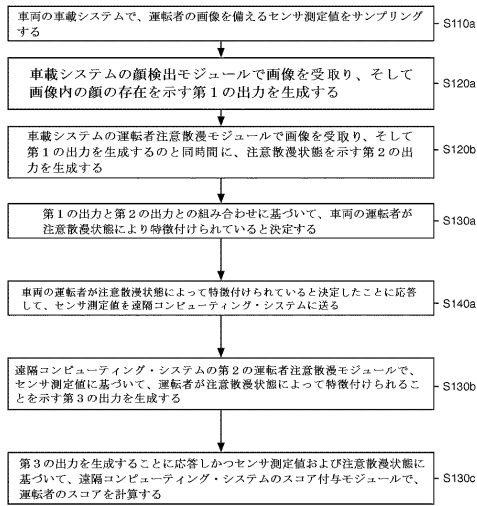 車両の車載システムで、運転者の画像を備えるセンサ測定値をサンプリング
する
S110a
車載システムの顔検出モジュールで画像を受取り、そして
画像内の顔の存在を示す第1の出力を生成する
S120a
車載システムの運転者注意散漫モジュールで画像を受取り、そして
第1の出力を生成するのと同時に、注意散漫状態を示す第2の出
力を生成する
S120b
第1の出力と第2の出力との組み合わせに基づいて、車両の運転者が
注意散漫状態により特徴付けられていると決定する
S130a
車両の運転者が注意散漫状態によって特徴付けられていると決定したことに応答
して、センサ測定値を遠隔コンピューティング・システムに送る
S140a
遠隔コンピューティング・システムの第2の運転者注意散漫モジュールで、
センサ測定値に基づいて、運転者が注意散漫状態によって特徴付けられるこ
とを示す第3の出力を生成する
S130b
第3の出力を生成することに応答しかつセンサ測定値および注意散漫状態に
基づいて、遠隔コンピューティング・システムのスコア付与モジュールで、
運転者のスコアを計算する
S130c